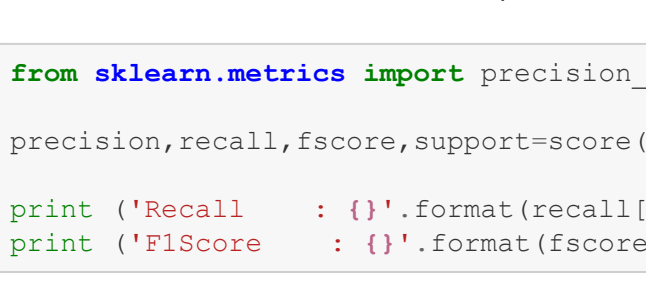 from sklearn.metrics import precision_
precision,recall,fscore,support=score(
print ('Recall    : {}'.format(recall[
print ('F1Score    : {}'.format(fscore